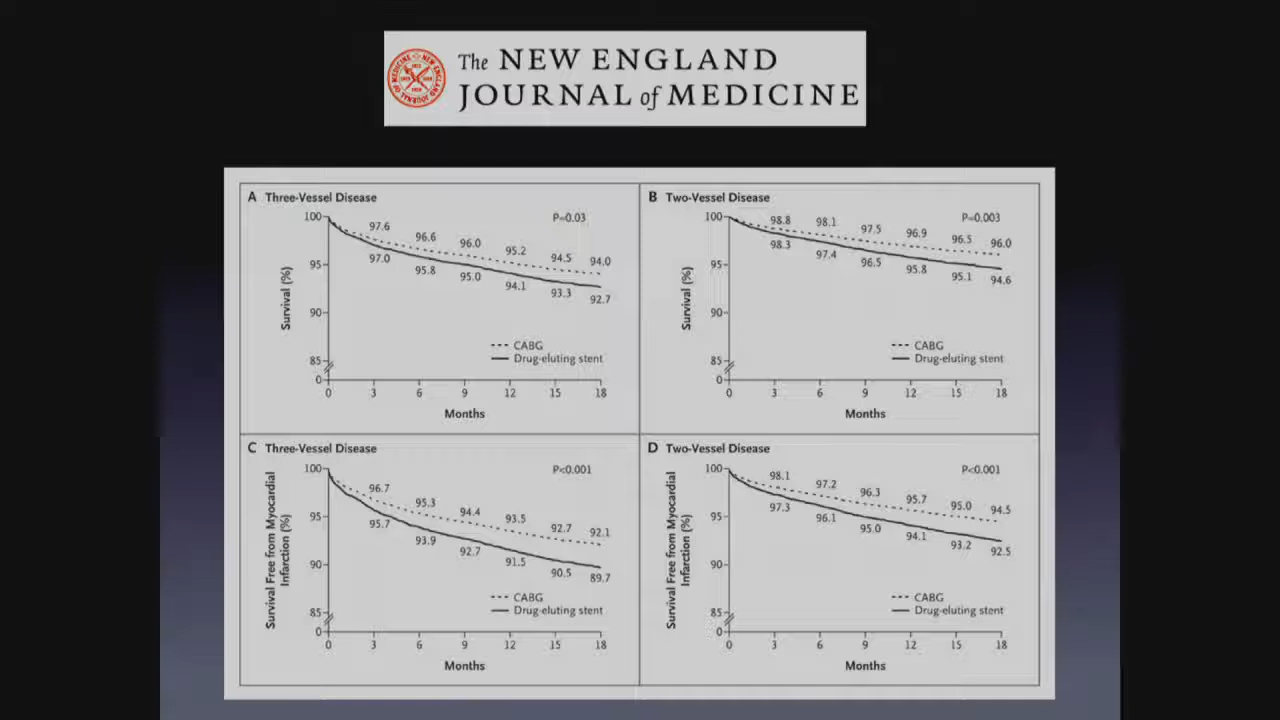 The NEW ENGLAND
JOURNAL of MEDICINE
A Three-Vessel Disease
P=0.03
100
95
90
85
0
Survival (%)
97.6 96.6 96.0 95.2 94.5 94.0
97.0 95.8 95.0 94.1 93.3 92.7
CABG
Drug-eluting stent
0 3 6 9 12 15 18
Months
B Two-Vessel Disease
P=0.003
100
95
90
85
0
Survival (%)
98.8 98.1 97.5 96.9 96.5 96.0
98.3 97.4 96.5 95.8 95.1 94.6
CABG
Drug-eluting stent
0 3 6 9 12 15 18
Months
C Three-Vessel Disease
P<0.001
100
95
90
85
0
Survival Free from Myocardial
Infarction (%)
96.7 95.3 94.4 93.5 92.7 92.1
95.7 93.9 92.7 91.5 90.5 89.7
CABG
Drug-eluting stent
0 3 6 9 12 15 18
Months
D Two-Vessel Disease
P<0.001
100
95
90
85
0
Survival Free from Myocardial
Infarction (%)
98.1 97.2 96.3 95.7 95.0 94.5
97.3 96.1 95.0 94.1 93.2 92.5
CABG
Drug-eluting stent
0 3 6 9 12 15 18
Months